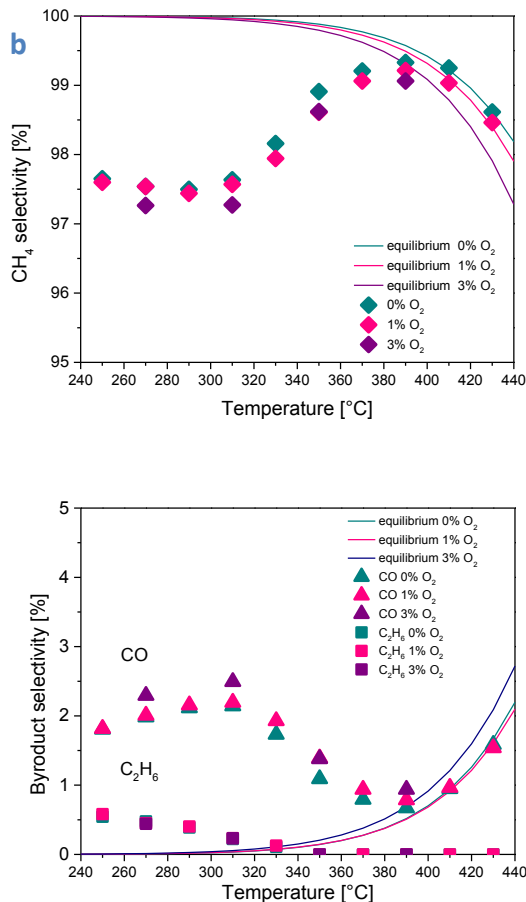 b
100
99
98
97
96
95
CH₄ selectivity [%]
equilibrium 0% O₂
equilibrium 1% O₂
equilibrium 3% O₂
0% O₂
1% O₂
3% O₂
240 260 280 300 320 340 360 380 400 420 440
Temperature [°C]
5
4
3
2
1
0
Byproduct selectivity [%]
equilibrium 0% O₂
equilibrium 1% O₂
equilibrium 3% O₂
CO 0% O₂
CO 1% O₂
CO 3% O₂
C₂H₆ 0% O₂
C₂H₆ 1% O₂
C₂H₆ 3% O₂
CO
C₂H₆
240 260 280 300 320 340 360 380 400 420 440
Temperature [°C]